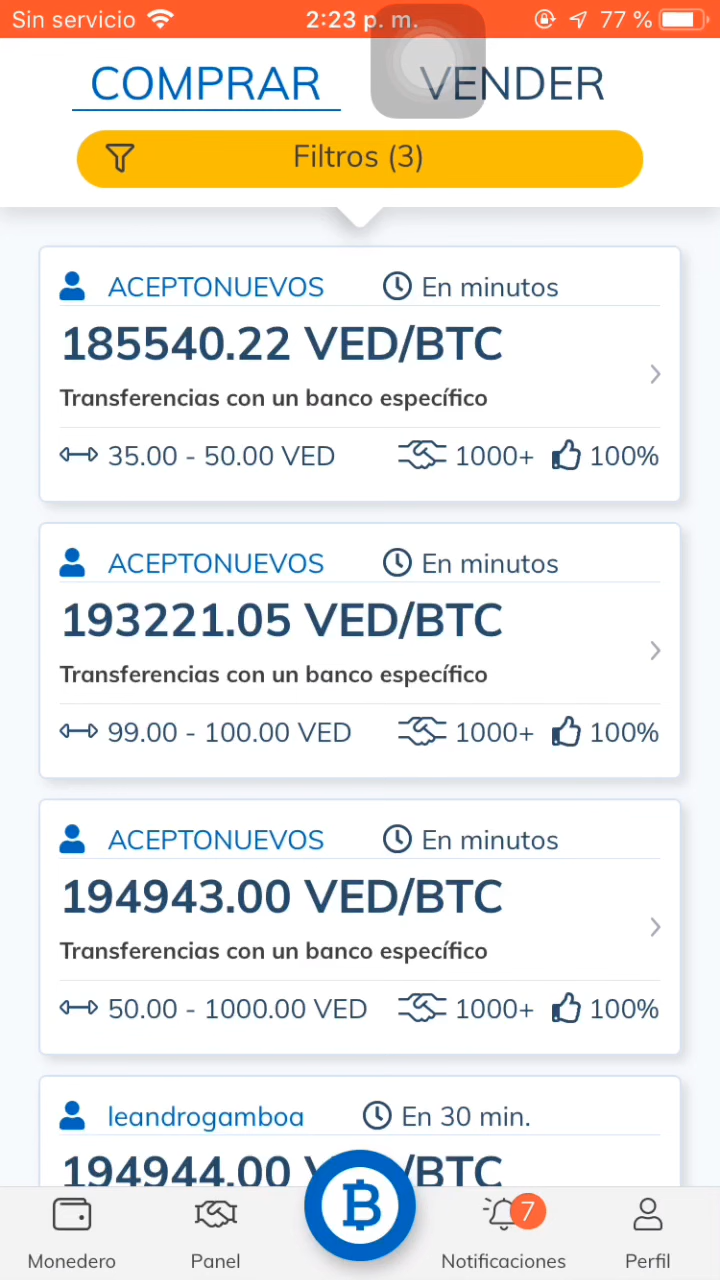 Sin servicio 2:23 p. m. 77 %
COMPRAR VENDER
Filtros (3)
ACEPTONUEVOS En minutos
185540.22 VED/BTC
Transferencias con un banco específico
35.00 - 50.00 VED 1000+ 100%
ACEPTONUEVOS En minutos
193221.05 VED/BTC
Transferencias con un banco específico
99.00 - 100.00 VED 1000+ 100%
ACEPTONUEVOS En minutos
194943.00 VED/BTC
Transferencias con un banco específico
50.00 - 1000.00 VED 1000+ 100%
leandrogamboa En 30 min.
194944.00 VED/BTC
7
Monedero Panel Notificaciones Perfil